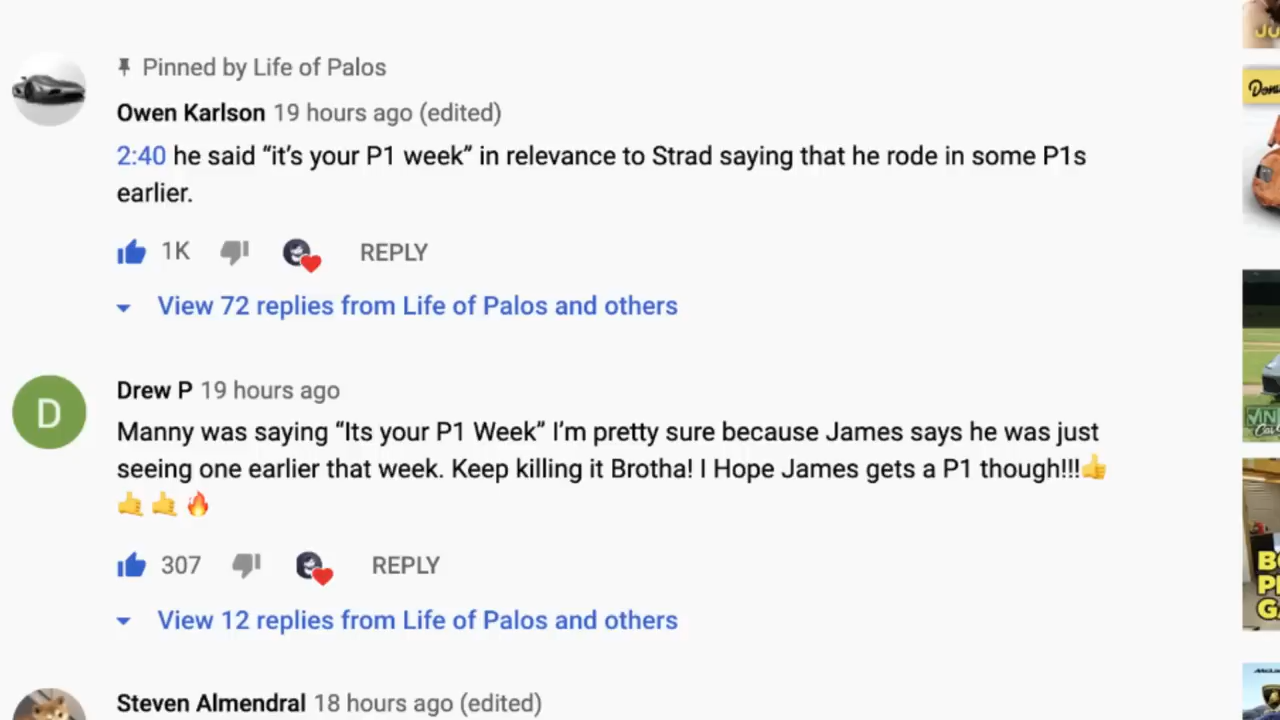 Pinned by Life of Palos
Owen Karlson 19 hours ago (edited)
2:40 he said “it’s your P1 week” in relevance to Strad saying that he rode in some P1s
earlier.
1K REPLY
View 72 replies from Life of Palos and others
D
Drew P 19 hours ago
Manny was saying “Its your P1 Week” I’m pretty sure because James says he was just
seeing one earlier that week. Keep killing it Brotha! I Hope James gets a P1 though!!!👍
🤙🤙🔥
307 REPLY
View 12 replies from Life of Palos and others
Steven Almendral 18 hours ago (edited)